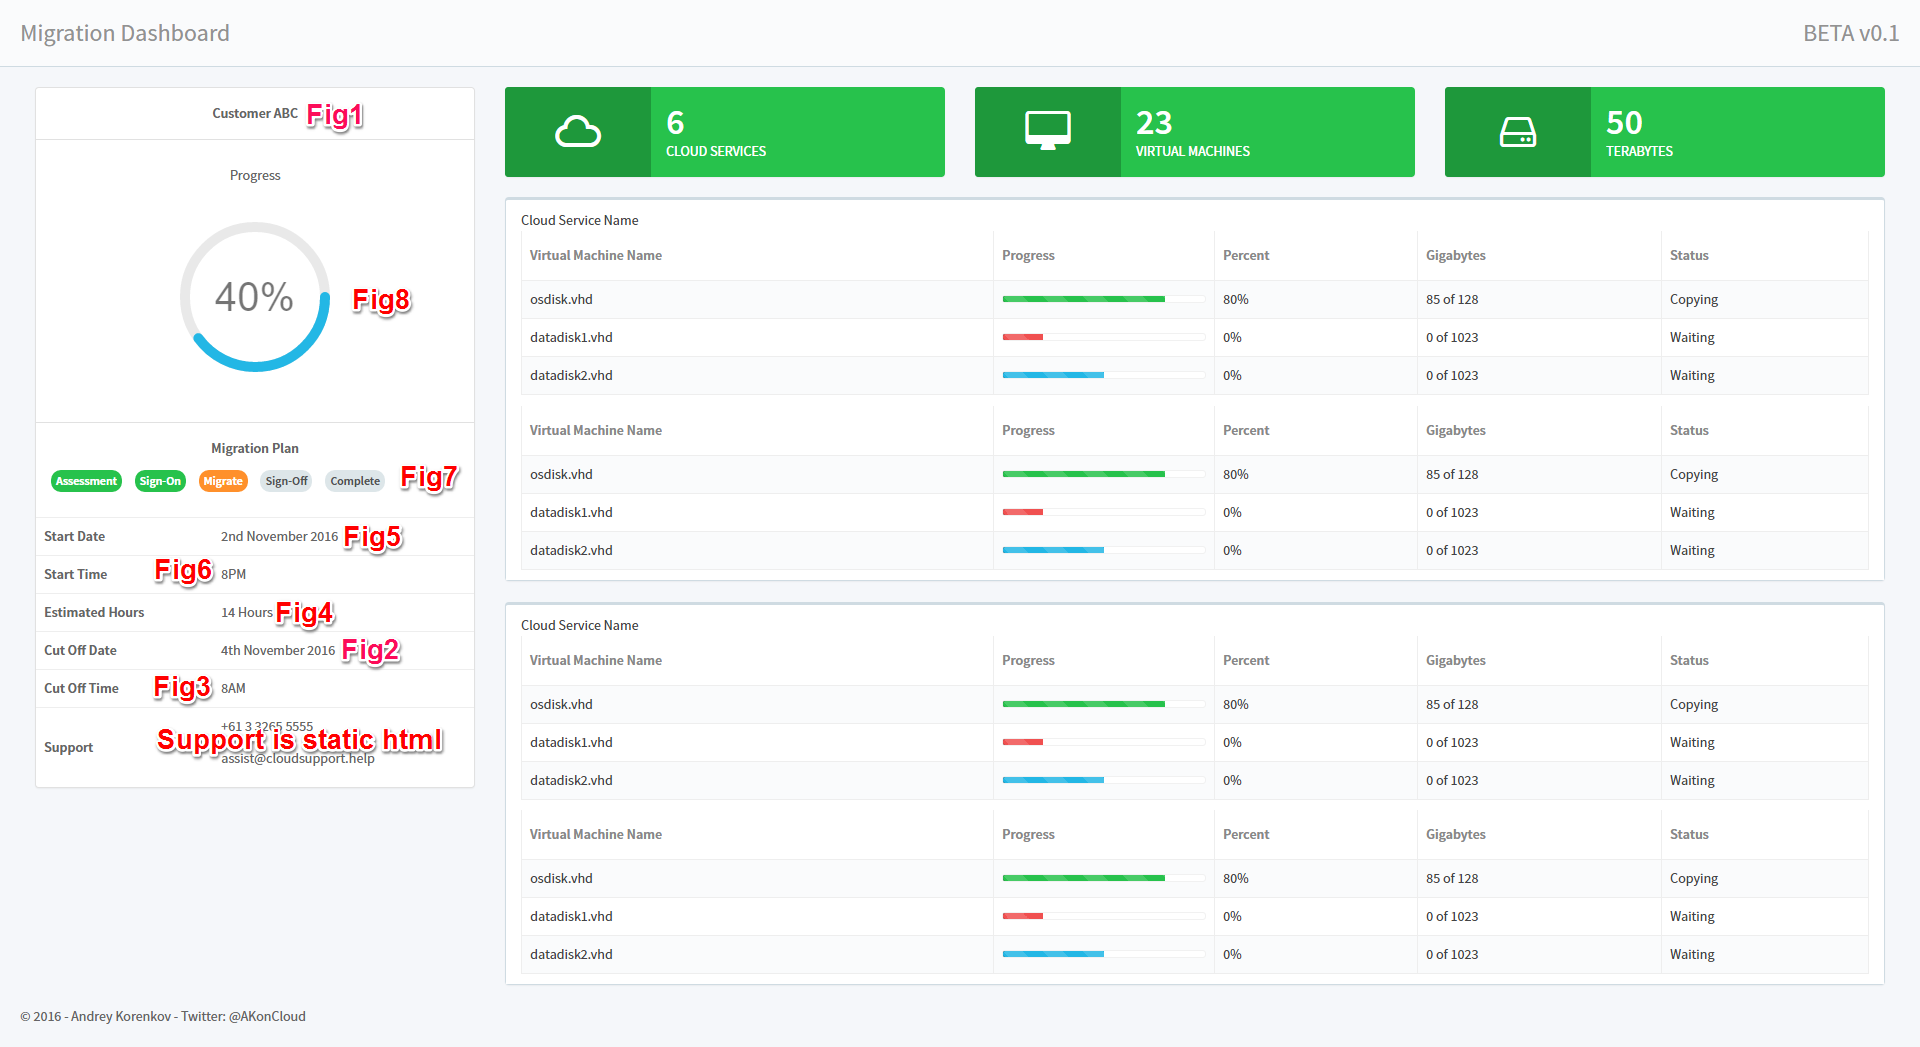 Migration Dashboard
BETA v0.1
Customer ABC Fig1
Progress
40%
Fig8
Migration Plan
Assessment Sign-On Migrate Sign-Off Complete Fig7
Start Date 2nd November 2016 Fig5
Start Time Fig6 8PM
Estimated Hours 14 Hours Fig4
Cut Off Date 4th November 2016 Fig2
Cut Off Time Fig3 8AM
+61 3 3265 5555
Support Support is static html
assist@cloudsupport.help
6
CLOUD SERVICES
23
VIRTUAL MACHINES
50
TERABYTES
Cloud Service Name
Virtual Machine Name Progress Percent Gigabytes Status
osdisk.vhd 80% 85 of 128 Copying
datadisk1.vhd 0% 0 of 1023 Waiting
datadisk2.vhd 0% 0 of 1023 Waiting
Virtual Machine Name Progress Percent Gigabytes Status
osdisk.vhd 80% 85 of 128 Copying
datadisk1.vhd 0% 0 of 1023 Waiting
datadisk2.vhd 0% 0 of 1023 Waiting
Cloud Service Name
Virtual Machine Name Progress Percent Gigabytes Status
osdisk.vhd 80% 85 of 128 Copying
datadisk1.vhd 0% 0 of 1023 Waiting
datadisk2.vhd 0% 0 of 1023 Waiting
Virtual Machine Name Progress Percent Gigabytes Status
osdisk.vhd 80% 85 of 128 Copying
datadisk1.vhd 0% 0 of 1023 Waiting
datadisk2.vhd 0% 0 of 1023 Waiting
© 2016 - Andrey Korenkov - Twitter: @AKonCloud